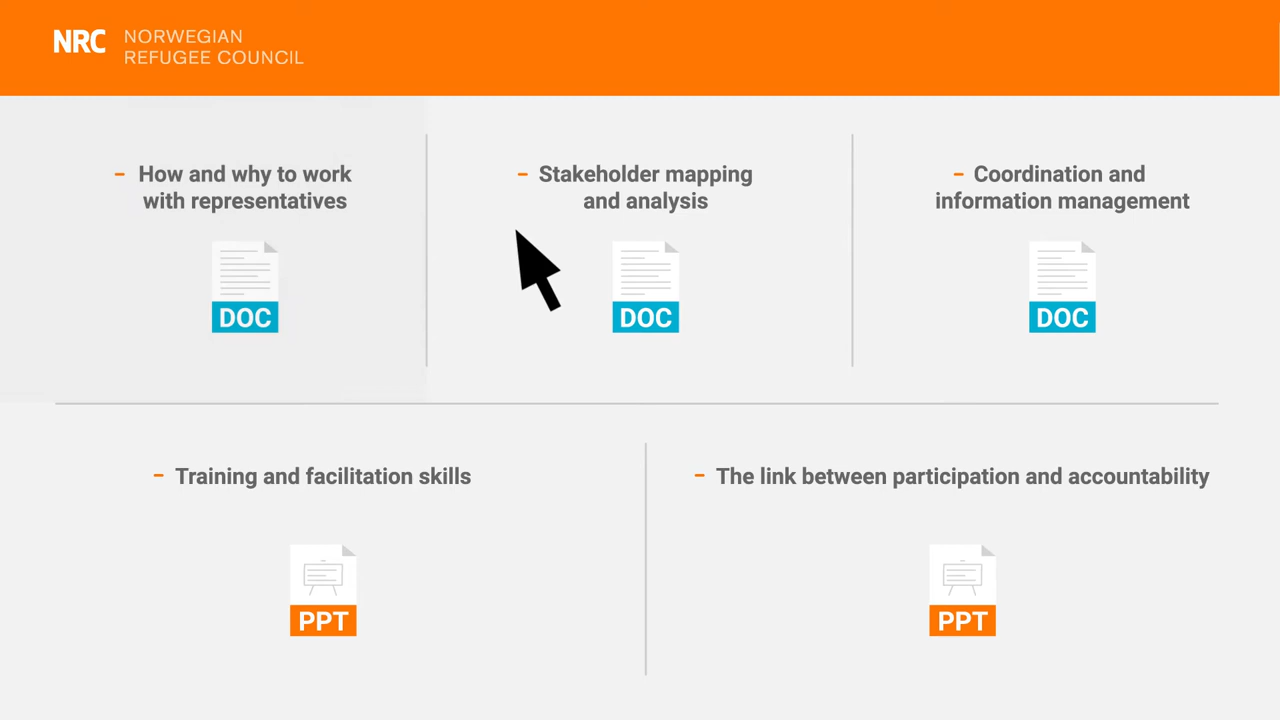 NRC
NORWEGIAN
REFUGEE COUNCIL
- How and why to work
with representatives
DOC
- Stakeholder mapping
and analysis
DOC
- Coordination and
information management
DOC
- Training and facilitation skills
PPT
- The link between participation and accountability
PPT